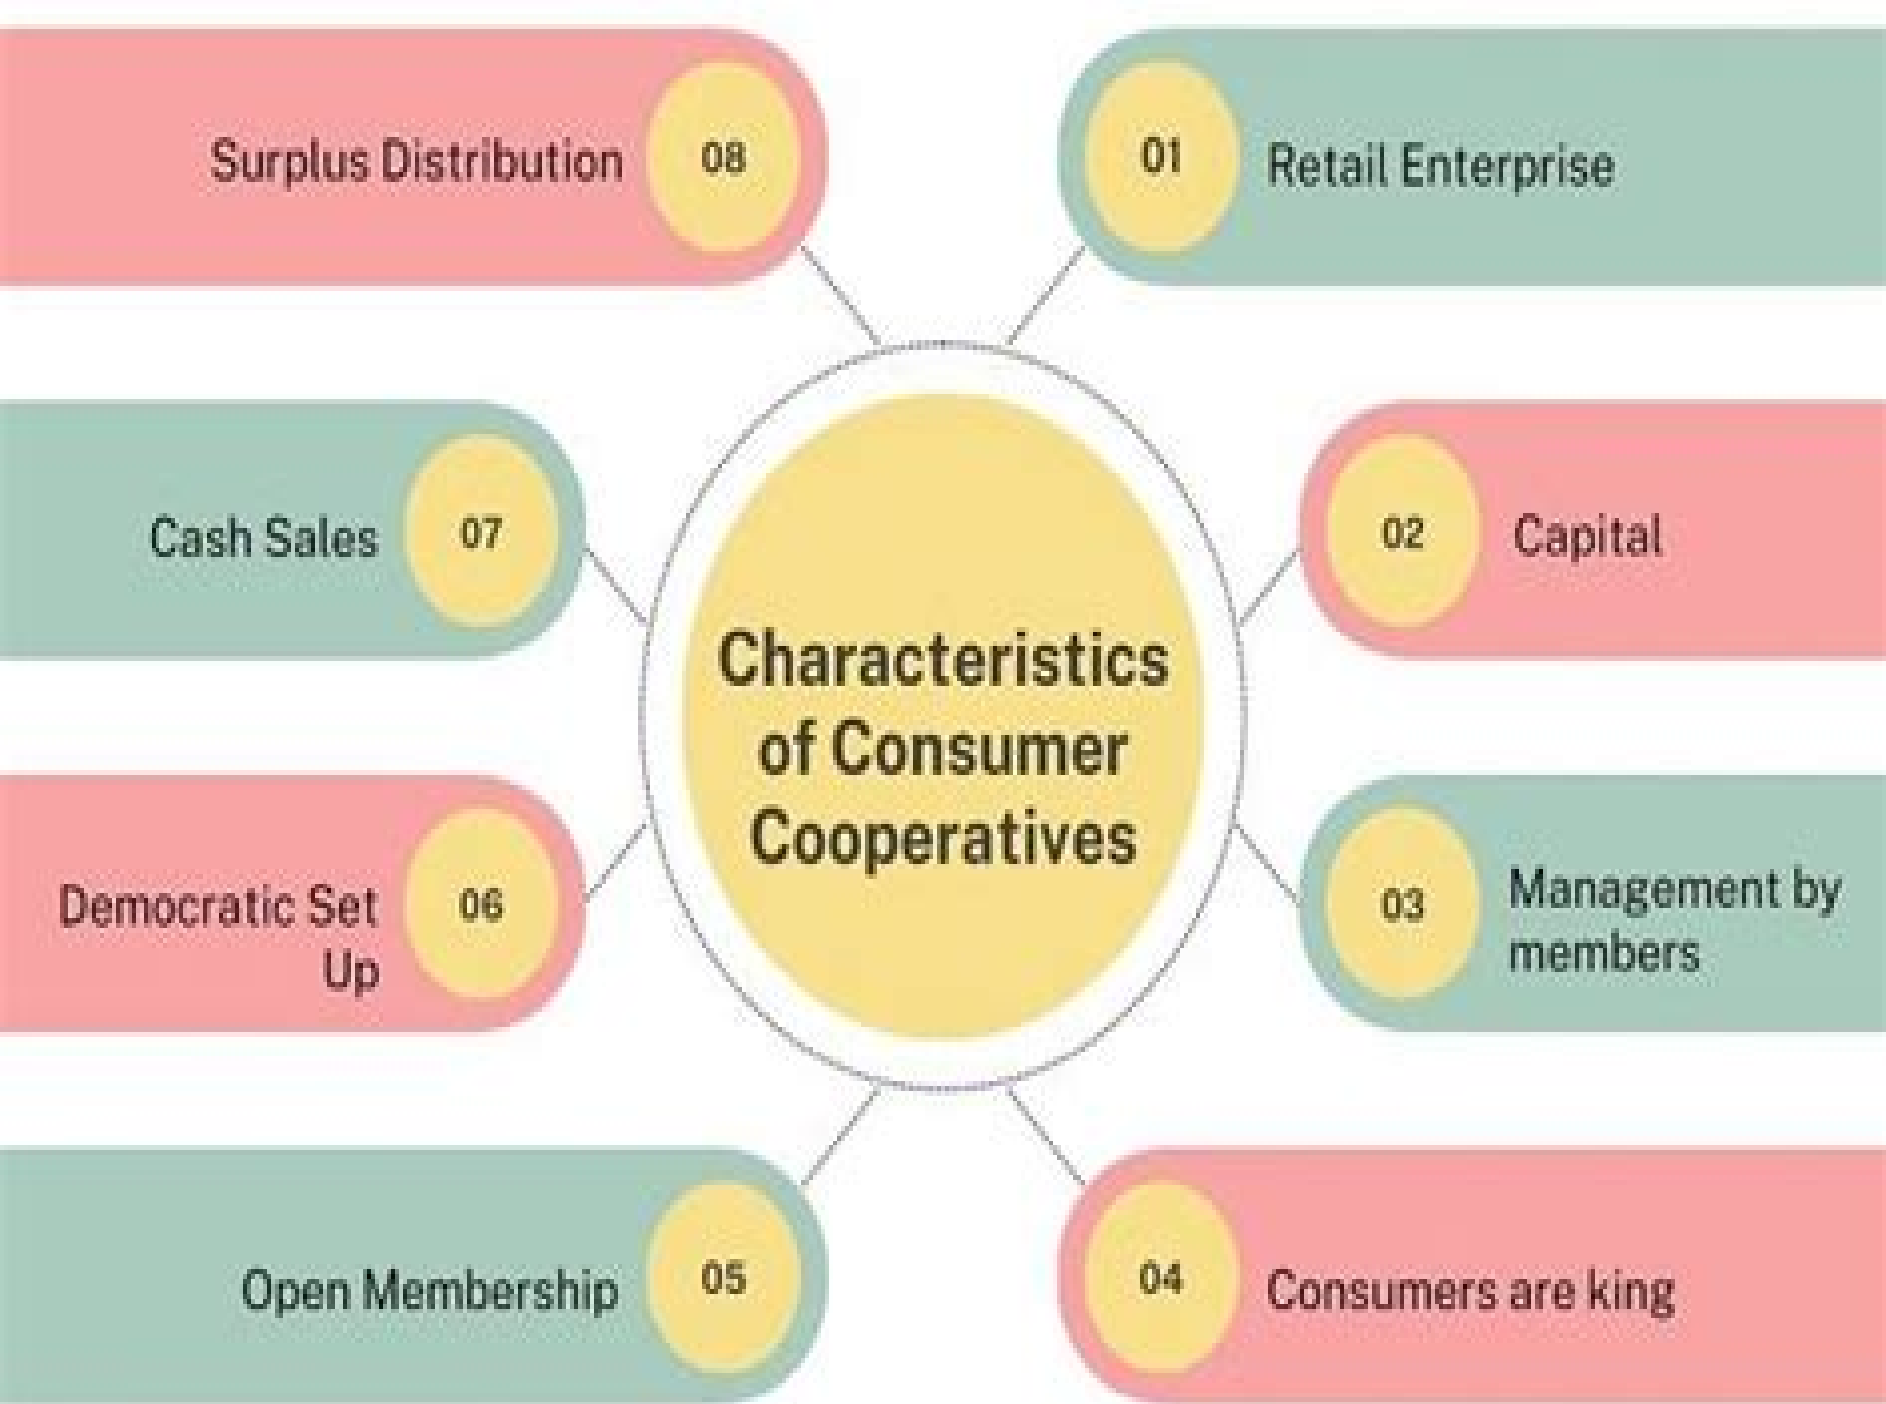 Characteristics
of Consumer
Cooperatives
01 Retail Enterprise
02 Capital
03 Management by
members
04 Consumers are king
05 Open Membership
06 Democratic Set
Up
07 Cash Sales
08 Surplus Distribution